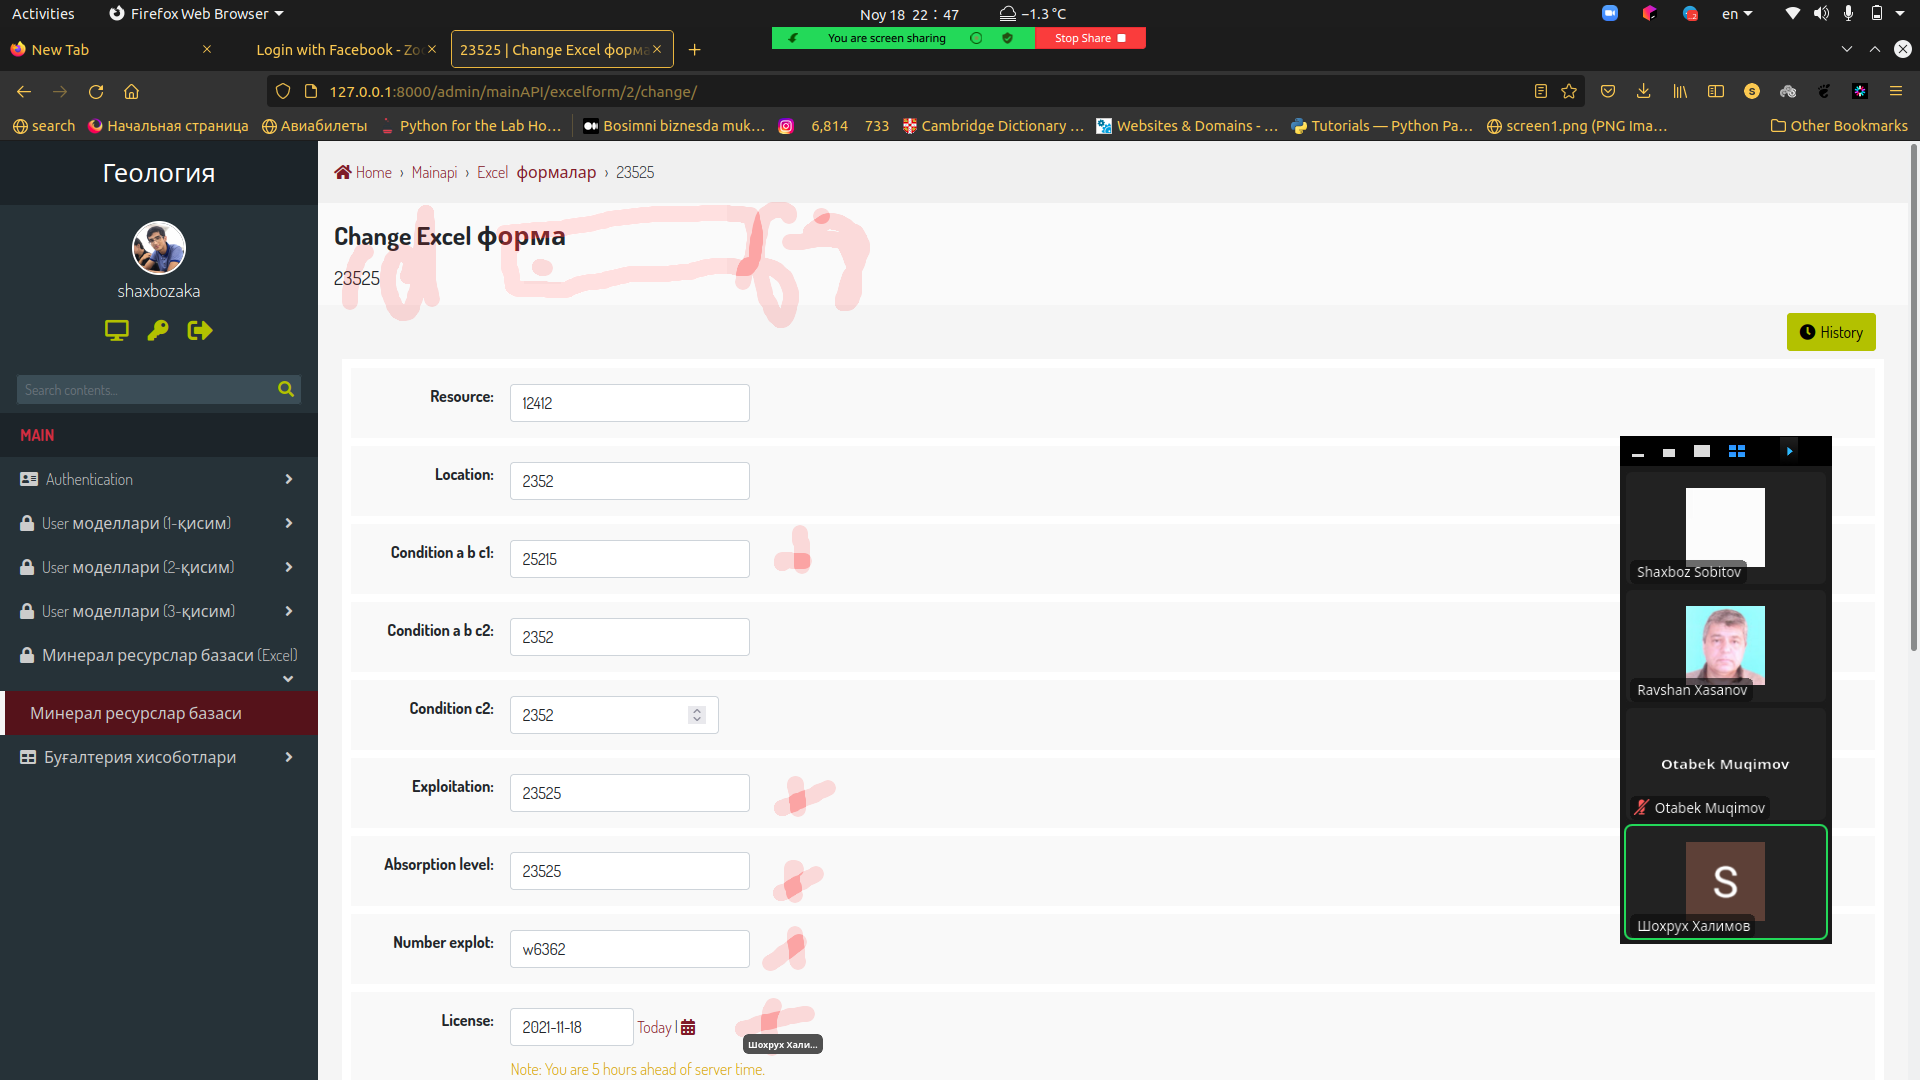 Activities
Firefox Web Browser
Noy 18 22 : 47
−1.3 °C
en
New Tab
Login with Facebook - Zo
23525 | Change Excel форма
You are screen sharing
Stop Share
127.0.0.1:8000/admin/mainAPI/excelform/2/change/
search
Начальная страница
Авиабилеты
Python for the Lab Ho…
Bosimni biznesda muk…
6,814
733
Cambridge Dictionary …
Websites & Domains - …
Tutorials — Python Pa…
screen1.png (PNG Ima…
Other Bookmarks
Геология
shaxbozaka
Search contents...
MAIN
Authentication
User моделлари (1-қисим)
User моделлари (2-қисим)
User моделлари (3-қисим)
Минерал ресурслар базаси (Excel)
Минерал ресурслар базаси
Буғалтерия хисоботлари
Home › Mainapi › Excel формалар › 23525
Change Excel форма
23525
History
Resource: 12412
Location: 2352
Condition a b c1: 25215
Condition a b c2: 2352
Condition c2: 2352
Exploitation: 23525
Absorption level: 23525
Number explot: w6362
License: 2021-11-18 Today |
Note: You are 5 hours ahead of server time.
Шохрух Хали...
Shaxboz Sobitov
Ravshan Xasanov
Otabek Muqimov
Otabek Muqimov
S
Шохрух Халимов